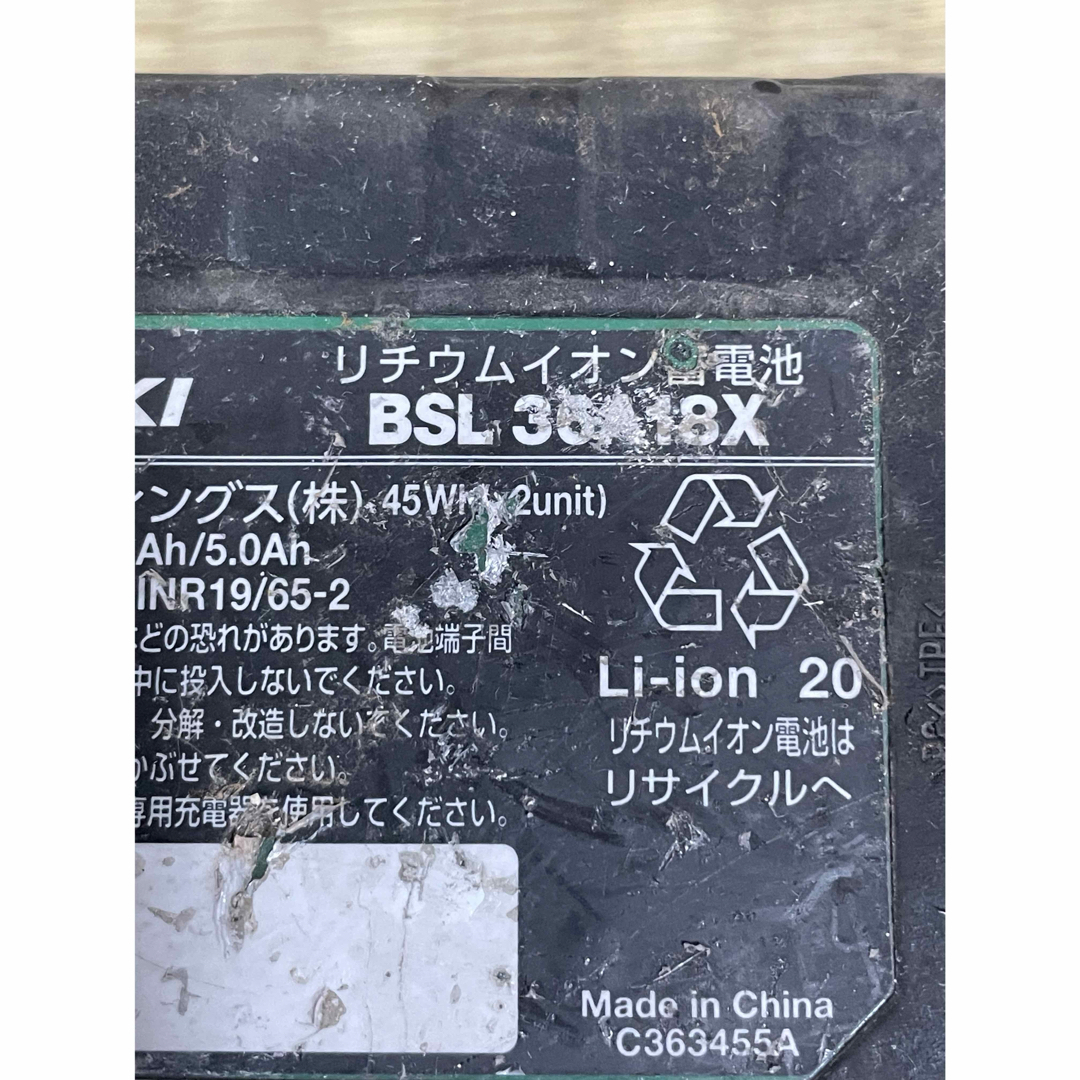 リチウムイオン蓄電池
KI BSL 36A18X
ィングス(株) 45Wh(×2unit)
Ah/5.0Ah
INR19/65-2
などの恐れがあります。電池端子間
中に投入しないでください。
分解・改造しないでください。
かぶせてください。
専用充電器を使用してください。
Li-ion 20
リチウムイオン電池は
リサイクルへ
Made in China
C363455A